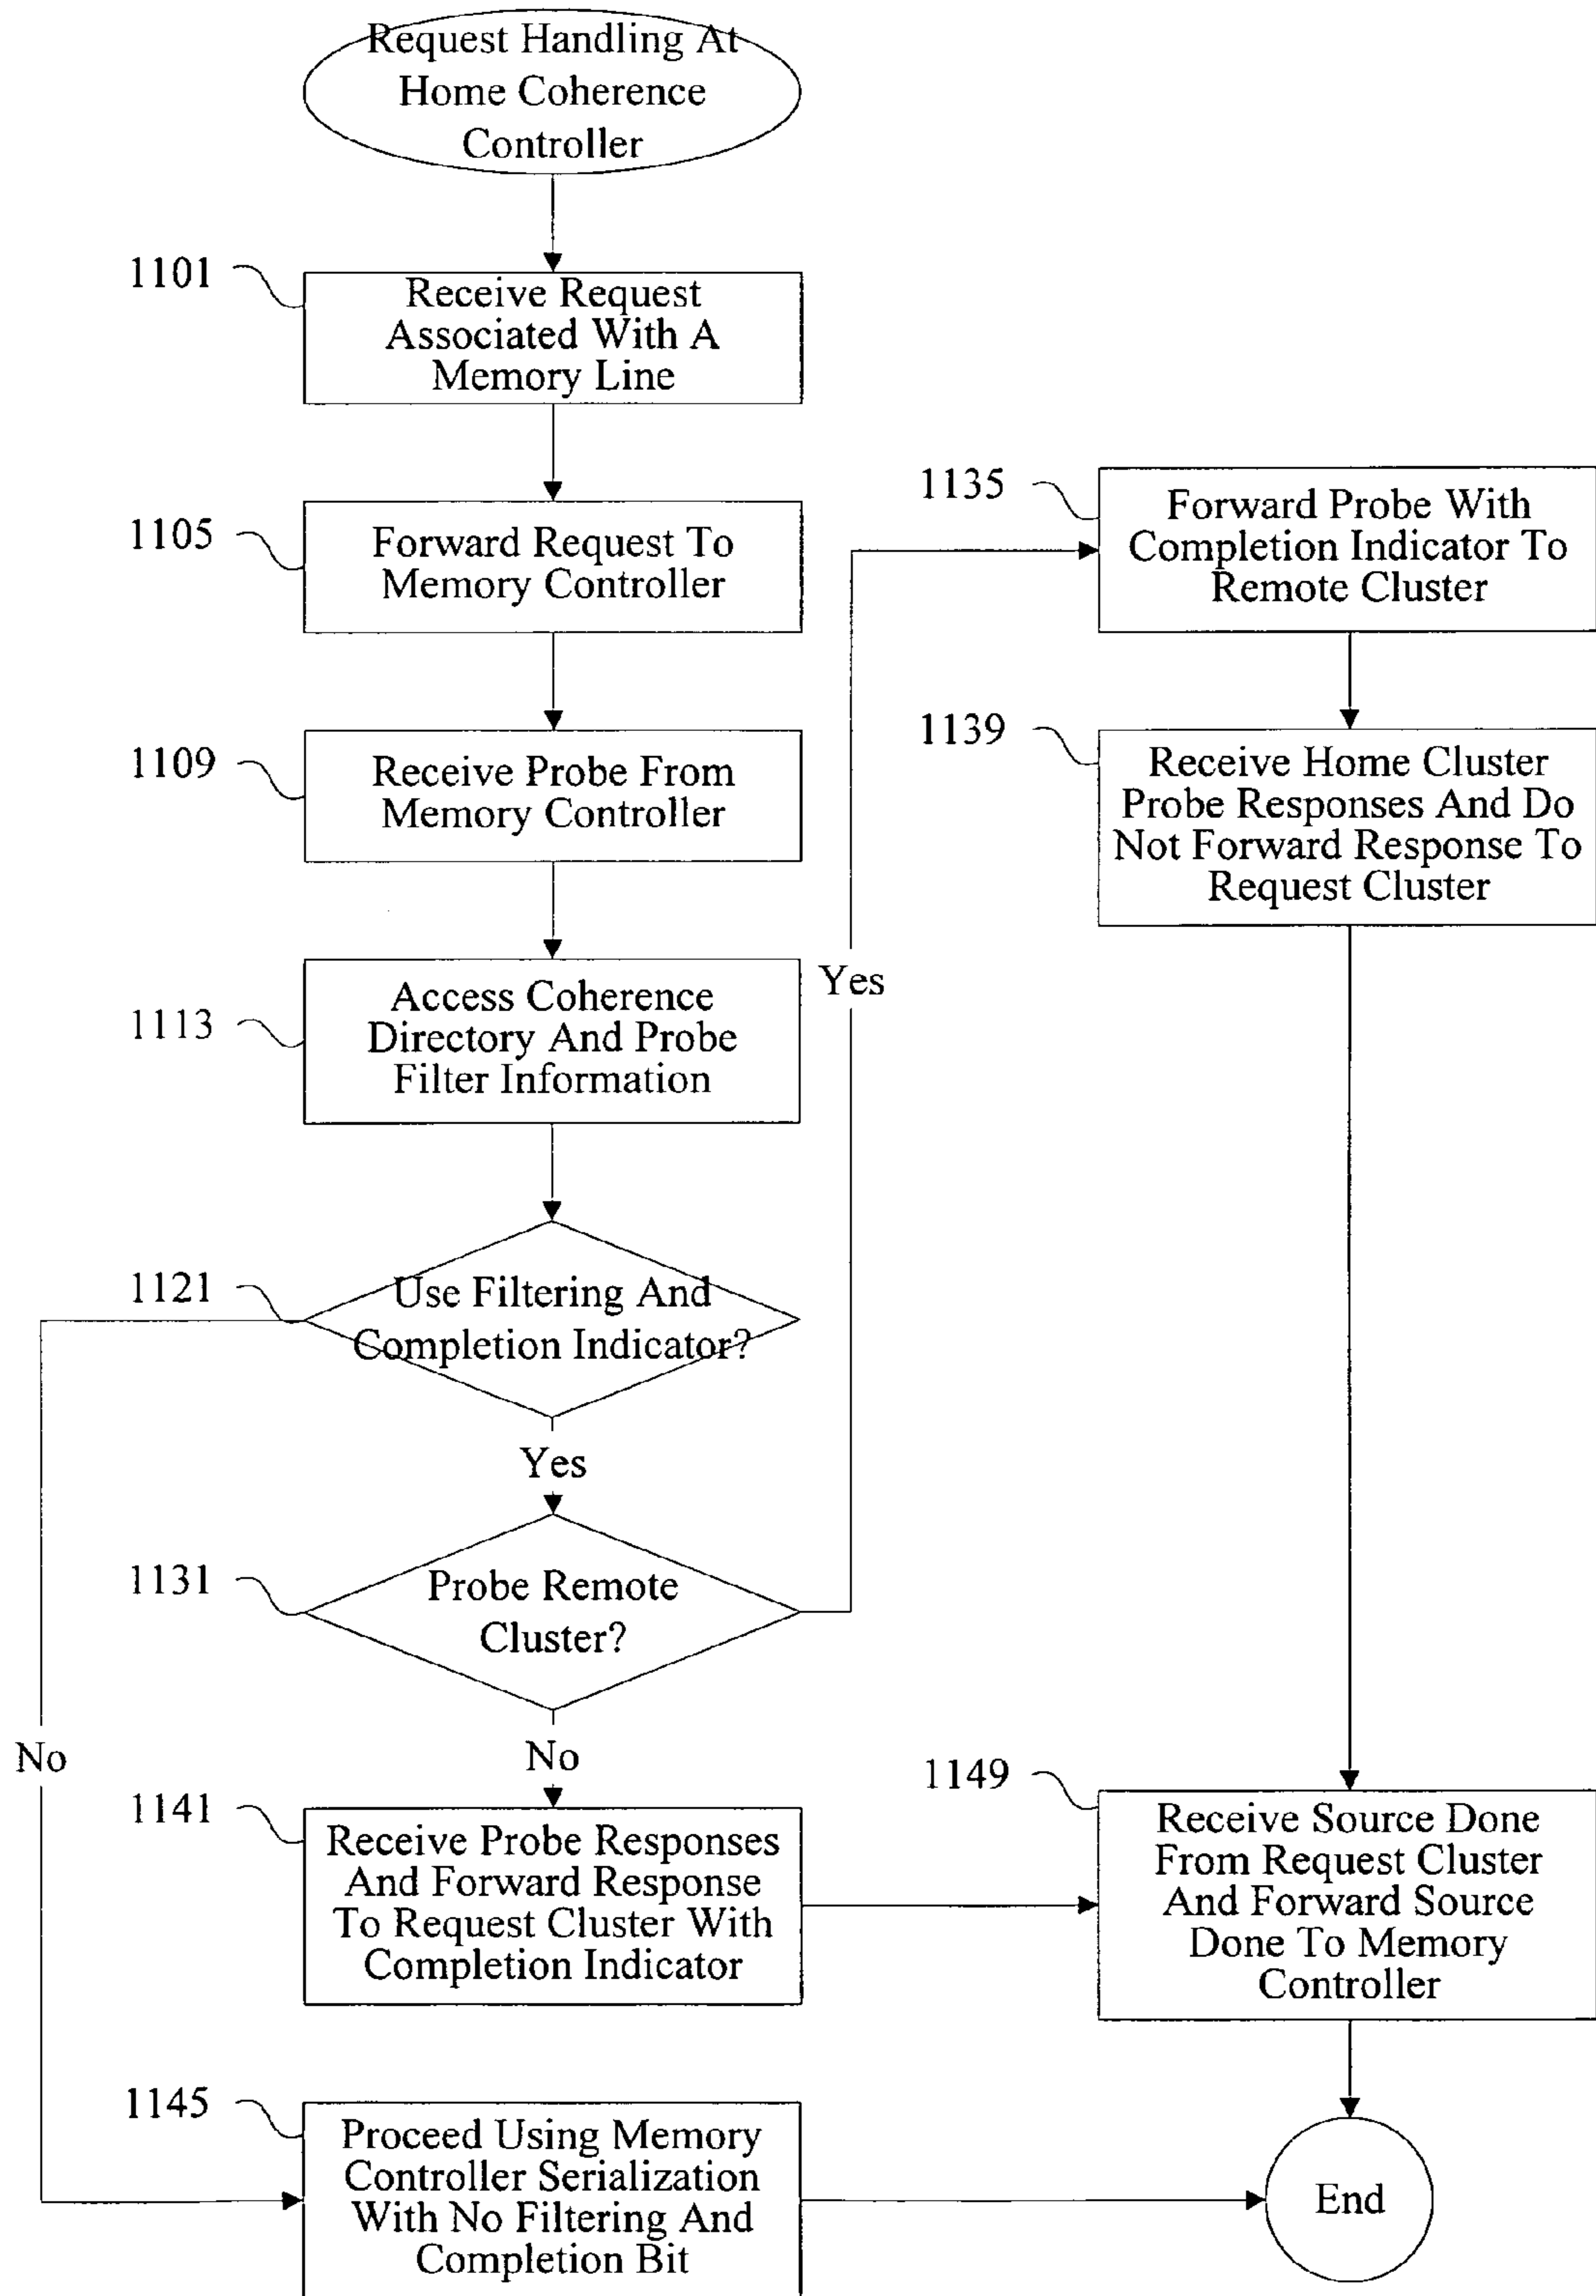 Request Handling At
Home Coherence
Controller
1101
Receive Request
Associated With A
Memory Line
1105
Forward Request To
Memory Controller
1109
Receive Probe From
Memory Controller
1113
Access Coherence
Directory And Probe
Filter Information
1121
Use Filtering And
Completion Indicator?
Yes
No
1131
Probe Remote
Cluster?
Yes
No
1135
Forward Probe With
Completion Indicator To
Remote Cluster
1139
Receive Home Cluster
Probe Responses And Do
Not Forward Response To
Request Cluster
1141
Receive Probe Responses
And Forward Response
To Request Cluster With
Completion Indicator
1149
Receive Source Done
From Request Cluster
And Forward Source
Done To Memory
Controller
1145
Proceed Using Memory
Controller Serialization
With No Filtering And
Completion Bit
End